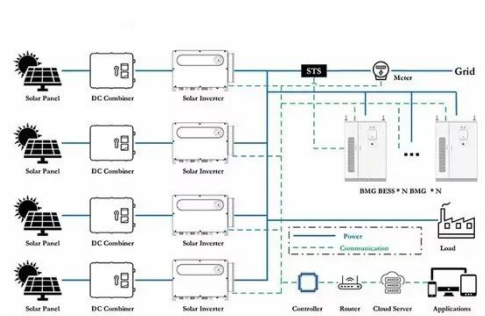 STS
Meter
Grid
Solar Panel
DC Combiner
Solar Inverter
Solar Panel
DC Combiner
Solar Inverter
BMG BESS * N BMG * N
Solar Panel
DC Combiner
Solar Inverter
Power
Communication
Load
Solar Panel
DC Combiner
Solar Inverter
Controller
Router
Cloud Server
Applications